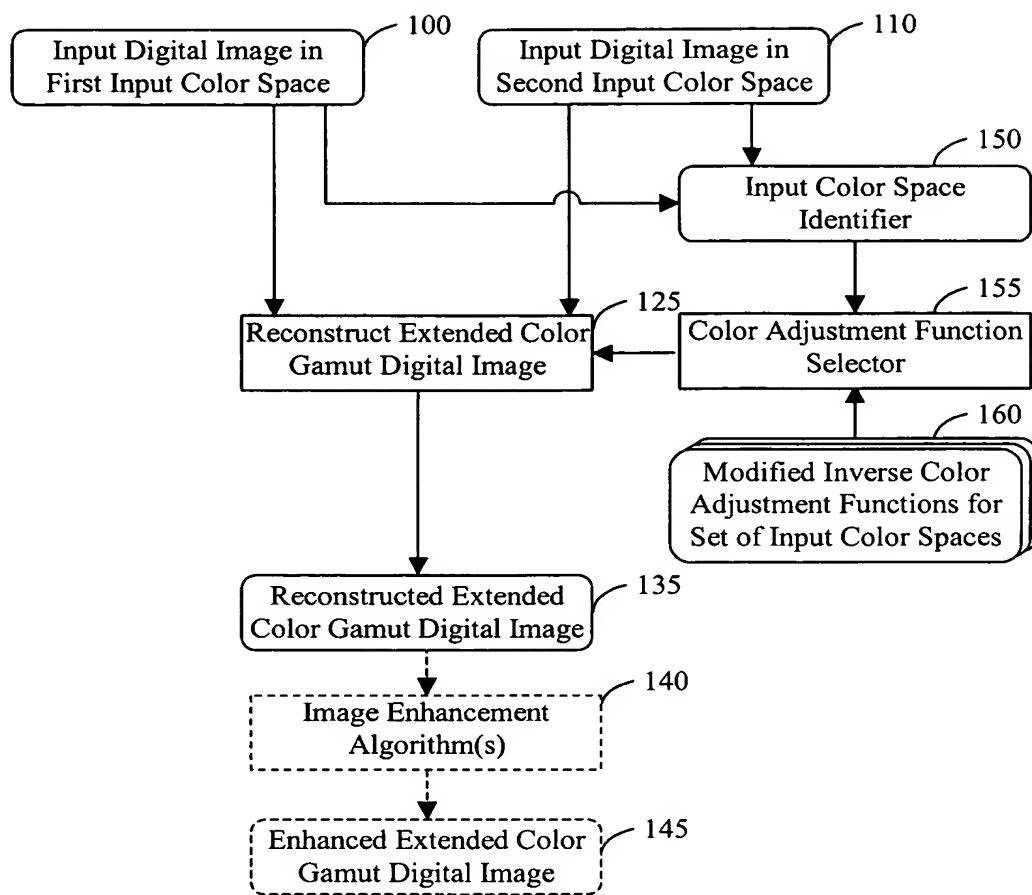 100
Input Digital Image in
First Input Color Space
110
Input Digital Image in
Second Input Color Space
150
Input Color Space
Identifier
125
Reconstruct Extended Color
Gamut Digital Image
155
Color Adjustment Function
Selector
160
Modified Inverse Color
Adjustment Functions for
Set of Input Color Spaces
135
Reconstructed Extended
Color Gamut Digital Image
140
Image Enhancement
Algorithm(s)
145
Enhanced Extended Color
Gamut Digital Image